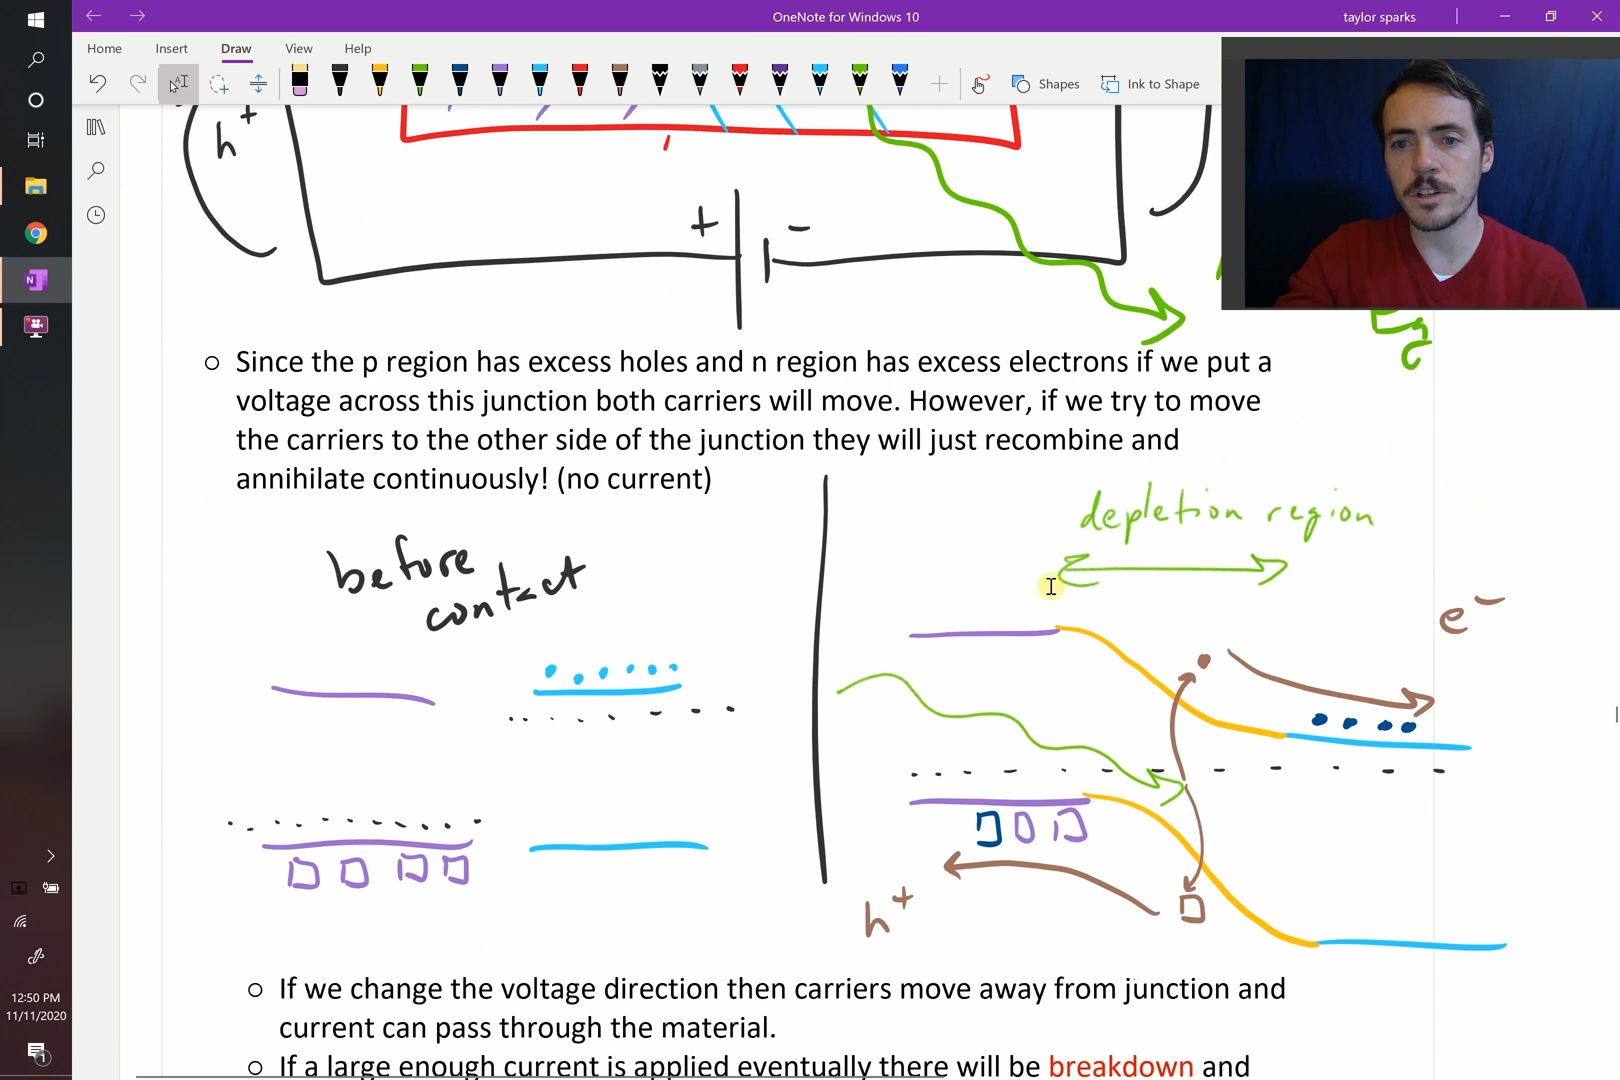 OneNote for Windows 10
taylor sparks
Home Insert Draw View Help
Shapes
Ink to Shape
h+
+ -
Since the p region has excess holes and n region has excess electrons if we put a
voltage across this junction both carriers will move. However, if we try to move
the carriers to the other side of the junction they will just recombine and
annihilate continuously! (no current)
before
contact
depletion region
e-
h+
If we change the voltage direction then carriers move away from junction and
current can pass through the material.
If a large enough current is applied eventually there will be breakdown and
12:50 PM
11/11/2020
1